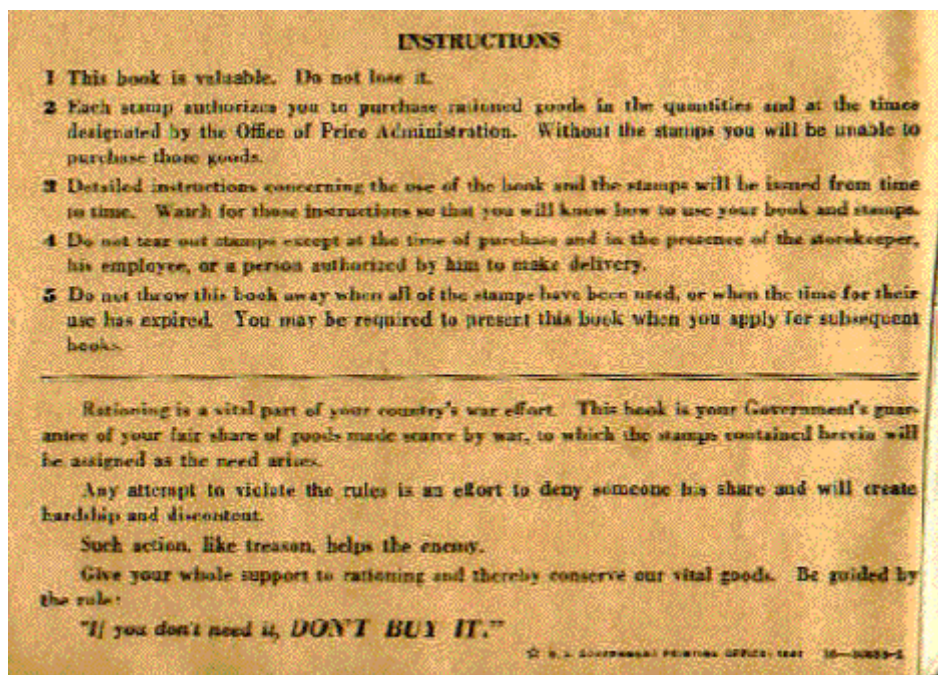 INSTRUCTIONS
1 This book is valuable. Do not lose it.
2 Each stamp authorizes you to purchase rationed goods in the quantities and at the times
designated by the Office of Price Administration. Without the stamps you will be unable to
purchase those goods.
3 Detailed instructions concerning the use of the book and the stamps will be issued from time
to time. Watch for those instructions so that you will know how to use your book and stamps.
4 Do not tear out stamps except at the time of purchase and in the presence of the storekeeper,
his employee, or a person authorized by him to make delivery.
5 Do not throw this book away when all of the stamps have been used, or when the time for their
use has expired. You may be required to present this book when you apply for subsequent
books.
Rationing is a vital part of your country's war effort. This book is your Government's guar-
antee of your fair share of goods made scarce by war, to which the stamps contained herein will
be assigned as the need arises.
Any attempt to violate the rules is an effort to deny someone his share and will create
hardship and discontent.
Such action, like treason, helps the enemy.
Give your whole support to rationing and thereby conserve our vital goods. Be guided by
the rule:
"If you don't need it, DON'T BUY IT."
☆ U. S. GOVERNMENT PRINTING OFFICE: